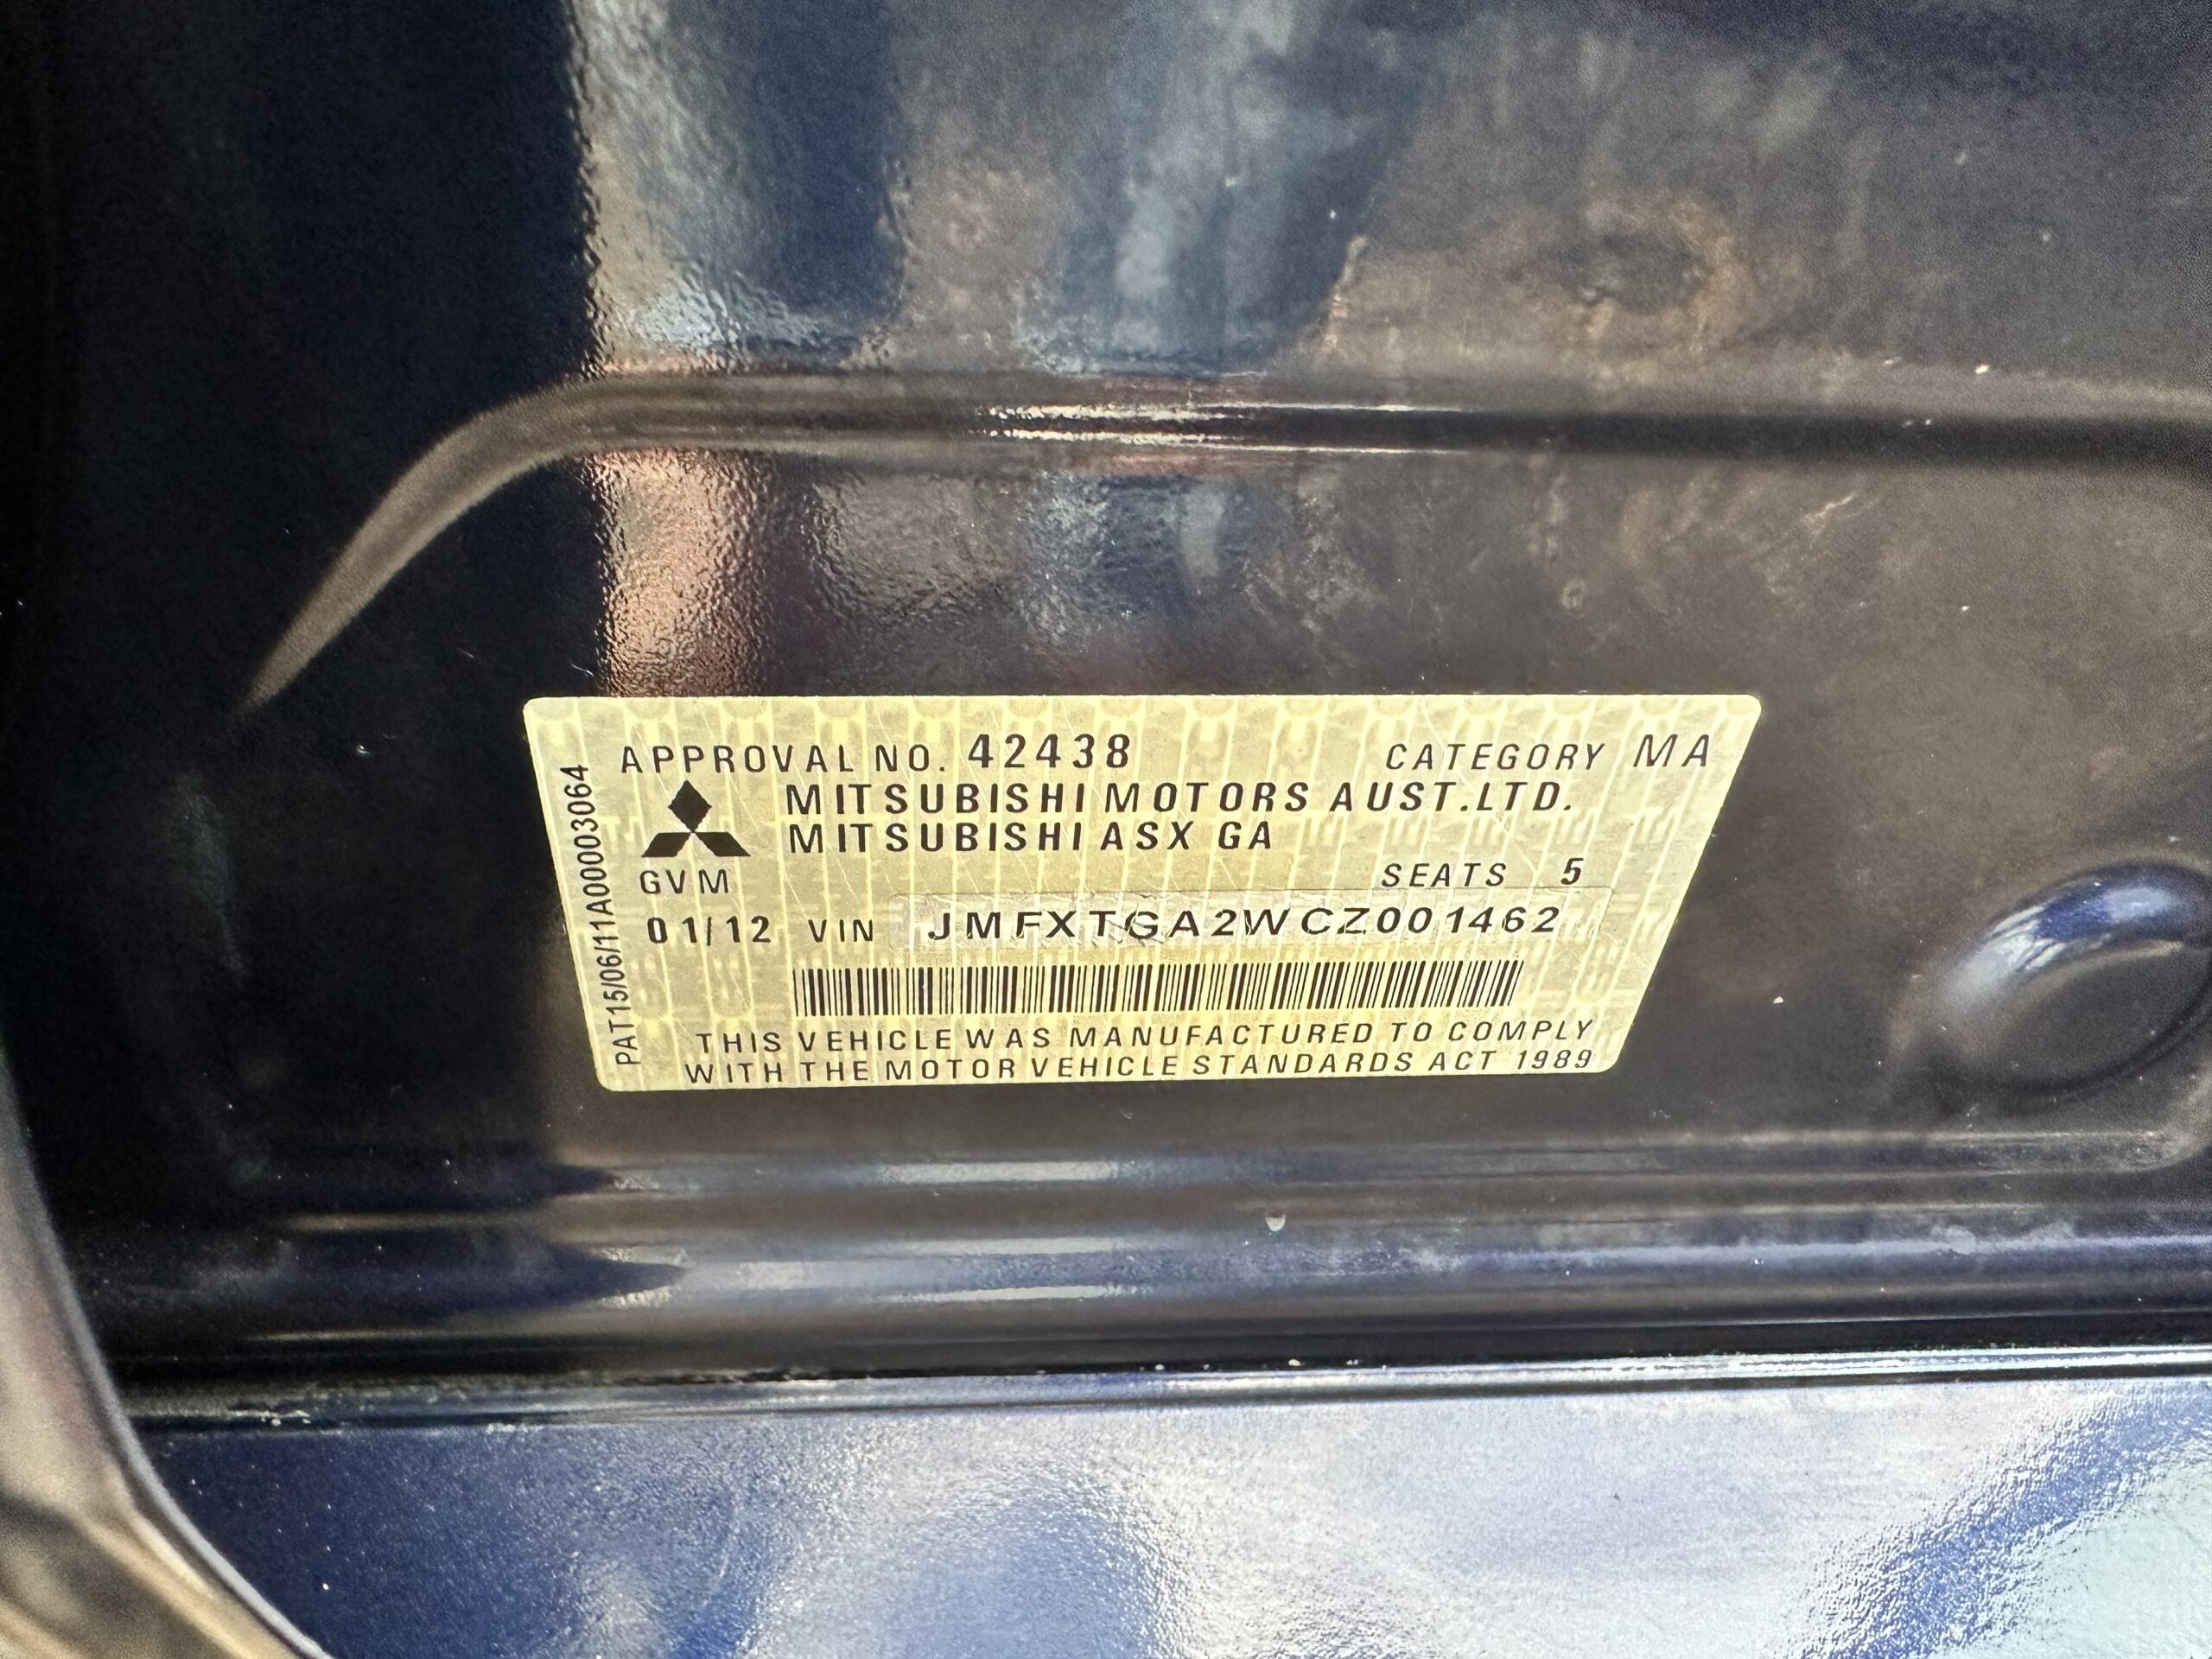 APPROVAL NO. 42438 CATEGORY MA
MITSUBISHI MOTORS AUST.LTD.
MITSUBISHI ASX GA
GVM SEATS 5
01/12 VIN JMFXTGA2WCZ001462
THIS VEHICLE WAS MANUFACTURED TO COMPLY
WITH THE MOTOR VEHICLE STANDARDS ACT 1989
PAT15/06/11A00003064